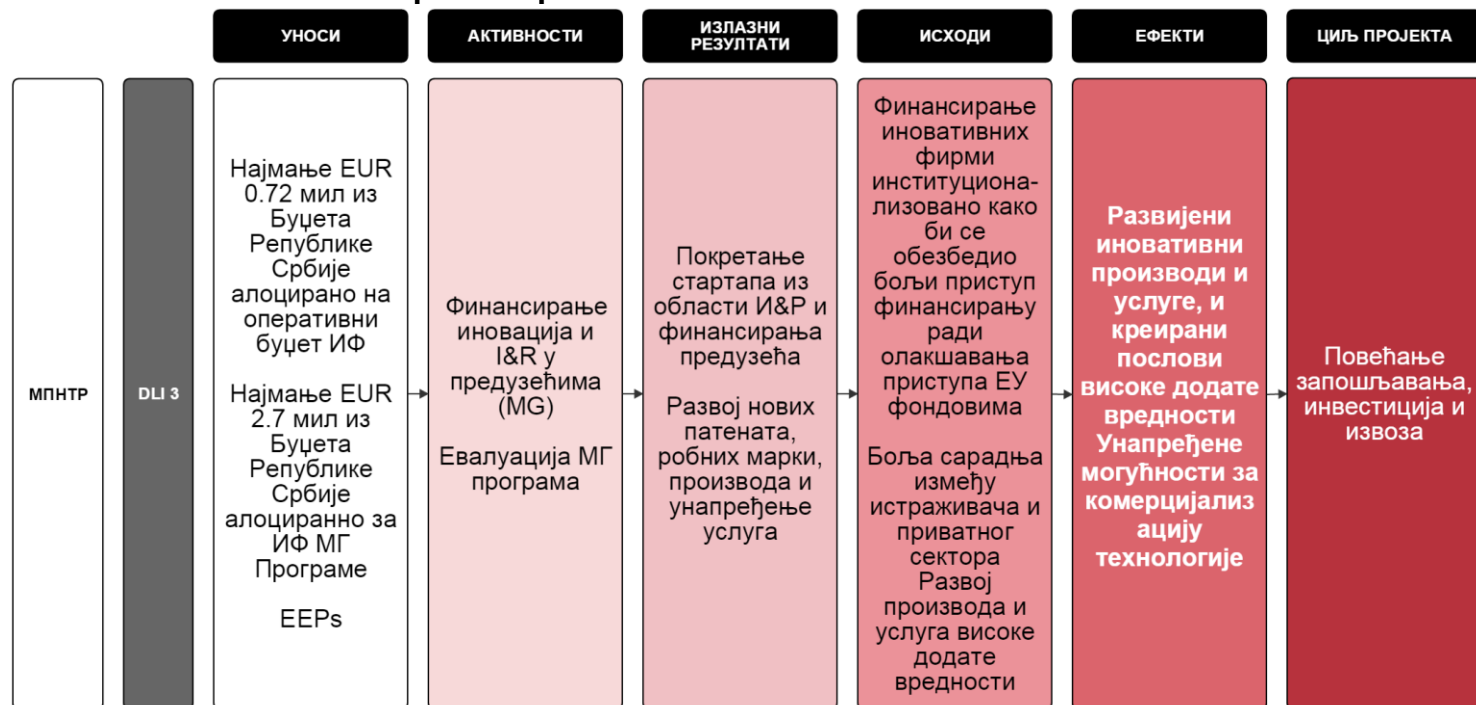 УНОСИ
АКТИВНОСТИ
ИЗЛАЗНИ
РЕЗУЛТАТИ
ИСХОДИ
ЕФЕКТИ
ЦИЉ ПРОЈЕКТА
МПНТР
DLI 3
Најмање EUR
0.72 мил из
Буџета
Републике
Србије
алоцирано на
оперативни
буџет ИФ
Најмање EUR
2.7 мил из
Буџета
Републике
Србије
алоциранно за
ИФ МГ
Програме
EEPs
Финансирање
иновација и
I&R у
предузећима
(MG)
Евалуација МГ
програма
Покретање
стартапа из
области И&Р и
финансирања
предузећа
Развој нових
патената,
робних марки,
производа и
унапређење
услуга
Финансирање
иновативних
фирми
институциона-
лизовано како
би се
обезбедио
бољи приступ
финансирању
ради
олакшавања
приступа ЕУ
фондовима
Боља сарадња
између
истраживача и
приватног
сектора
Развој
производа и
услуга високе
додате
вредности
Развијени
иновативни
производи и
услуге, и
креирани
послови
високе додате
вредности
Унапређене
могућности за
комерцијализ
ацију
технологије
Повећање
запошљавања,
инвестиција и
извоза